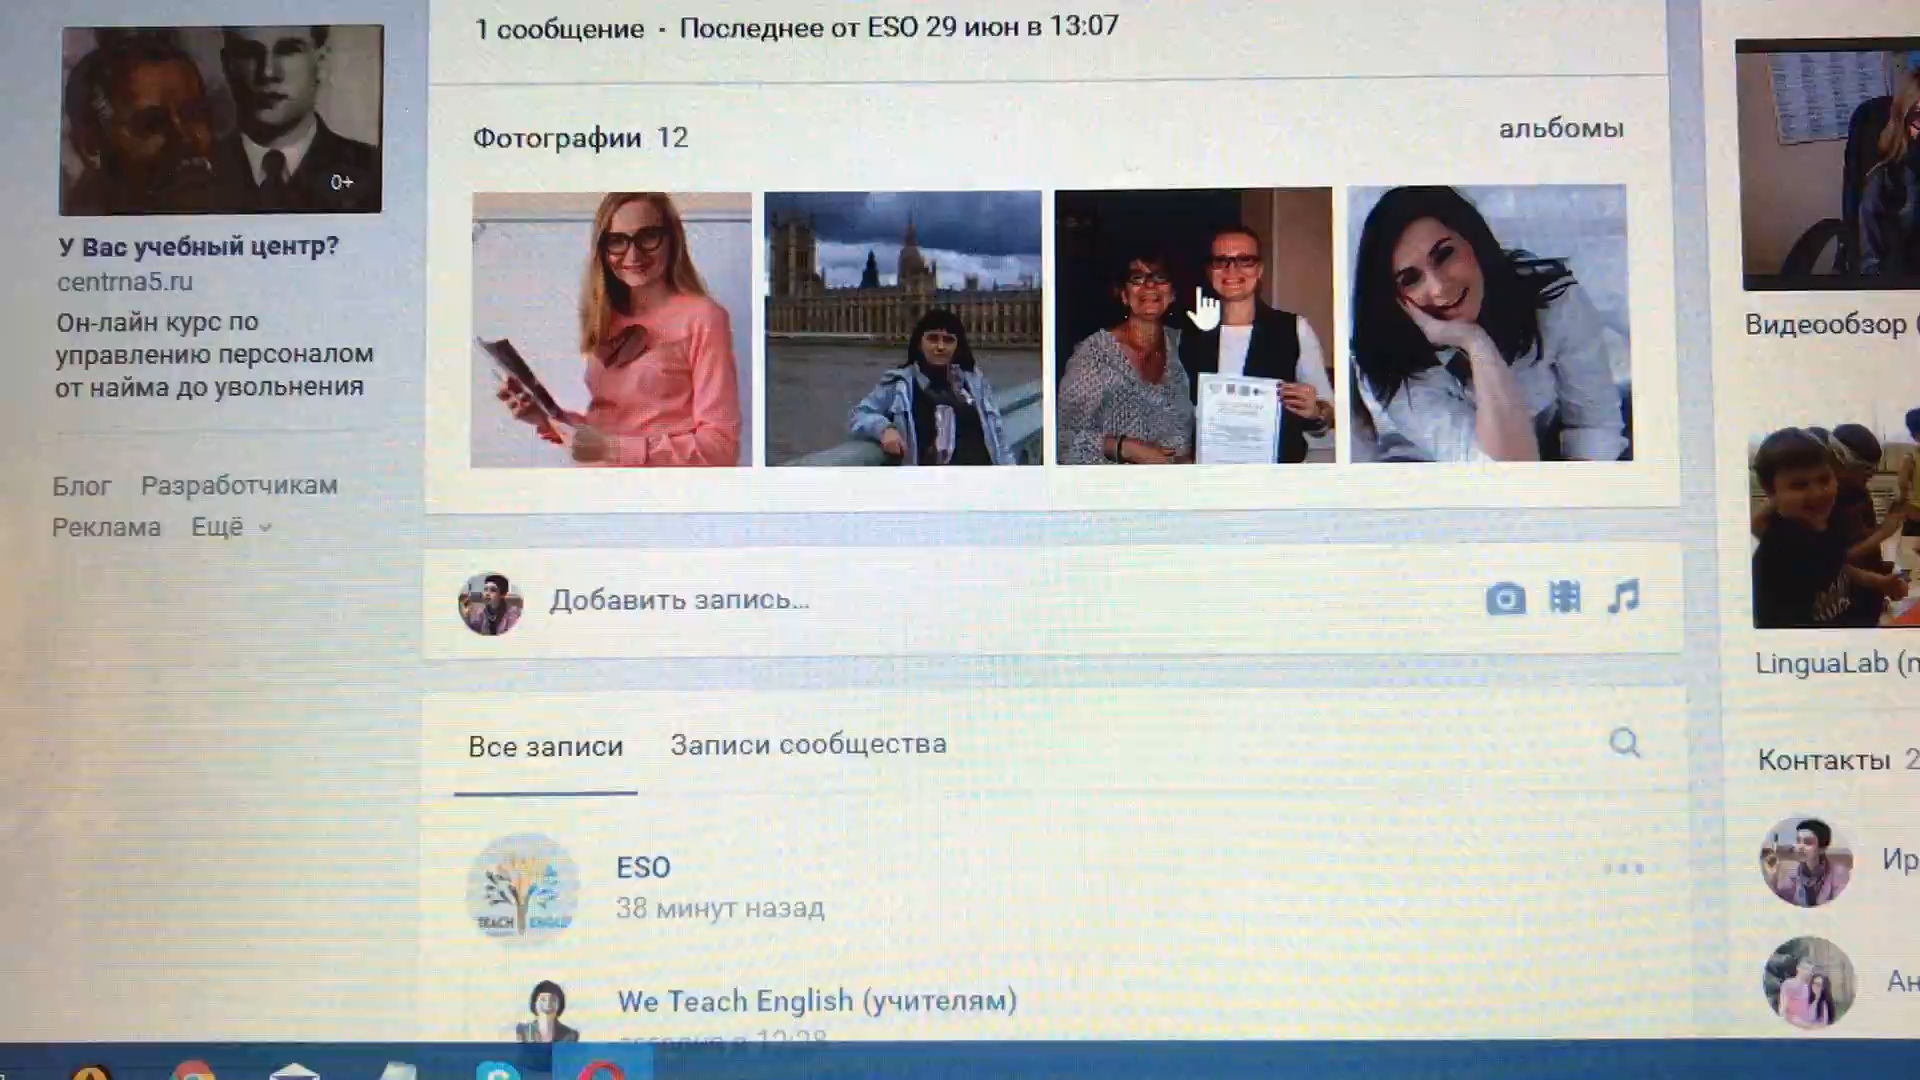 1 сообщение · Последнее от ESO 29 июн в 13:07
Фотографии 12
альбомы
0+
У Вас учебный центр?
centrna5.ru
Он-лайн курс по
управлению персоналом
от найма до увольнения
Блог Разработчикам
Реклама Ещё
Добавить запись...
Все записи Записи сообщества
ESO
38 минут назад
TEACH
We Teach English (учителям)
Видеообзор
LinguaLab
Контакты 2
Ир
Ан